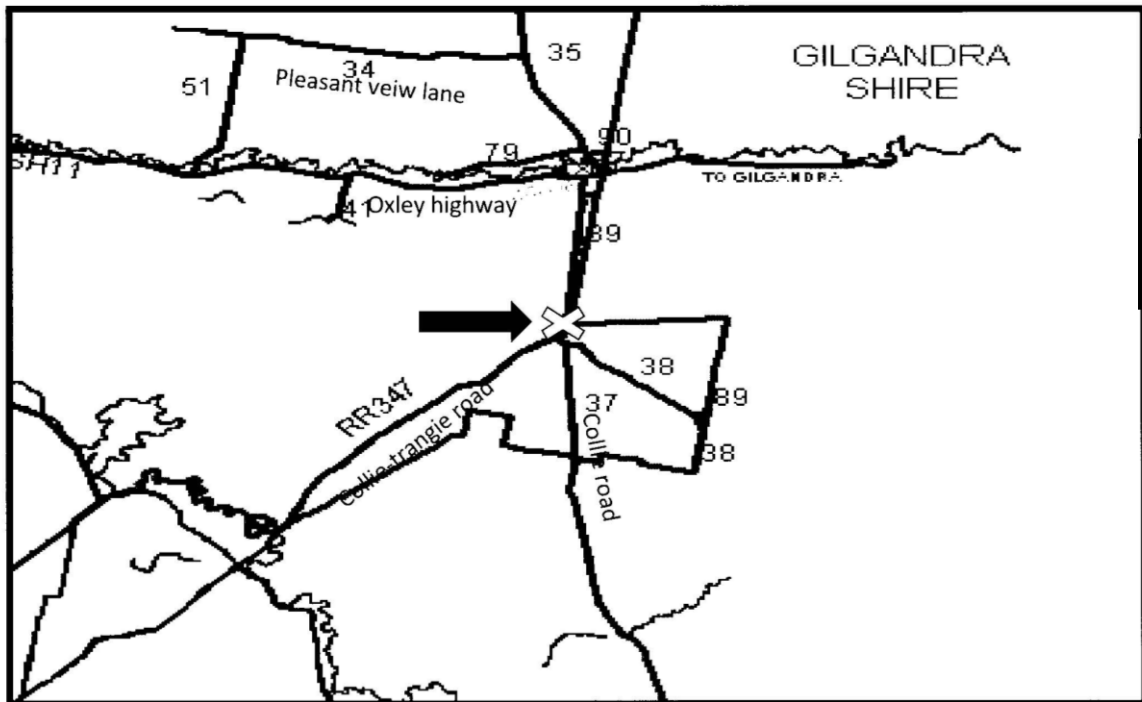 35
GILGANDRA
SHIRE
34
51
Pleasant veiw lane
90
79
SH11
TO GILGANDRA
41
Oxley highway
89
38
RR347
37
89
Collie-trangie road
Collie road
38